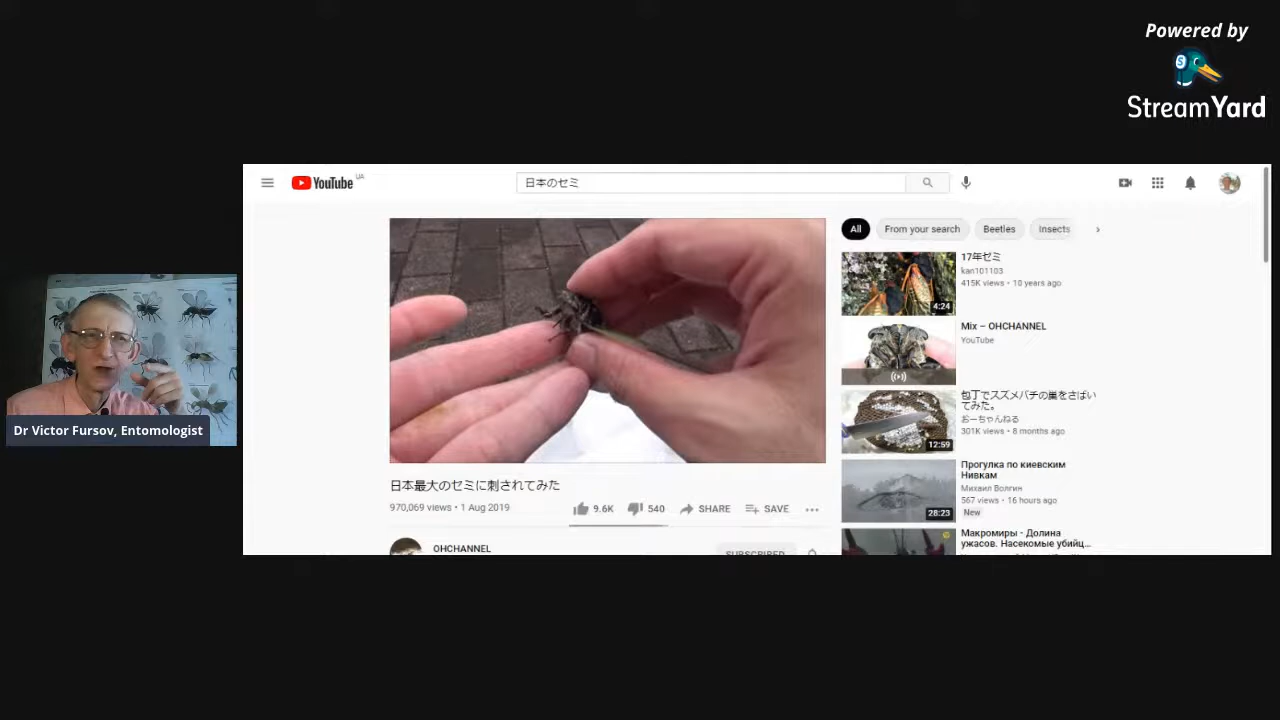 Powered by
StreamYard
YouTube UA
日本のセミ
All
From your search
Beetles
Insects
17年ゼミ
kan101103
415K views • 10 years ago
4:24
Mix – OHCHANNEL
YouTube
包丁でスズメバチの巣をさばい
てみた。
おーちゃんねる
301K views • 8 months ago
12:59
Прогулка по киевским
Нивкам
Михаил Волгин
567 views • 16 hours ago
New
28:23
Макромиры - Долина
ужасов. Насекомые убийц...
日本最大のセミに刺されてみた
970,069 views • 1 Aug 2019
9.6K
540
SHARE
SAVE
OHCHANNEL
SUBSCRIBED
Dr Victor Fursov, Entomologist